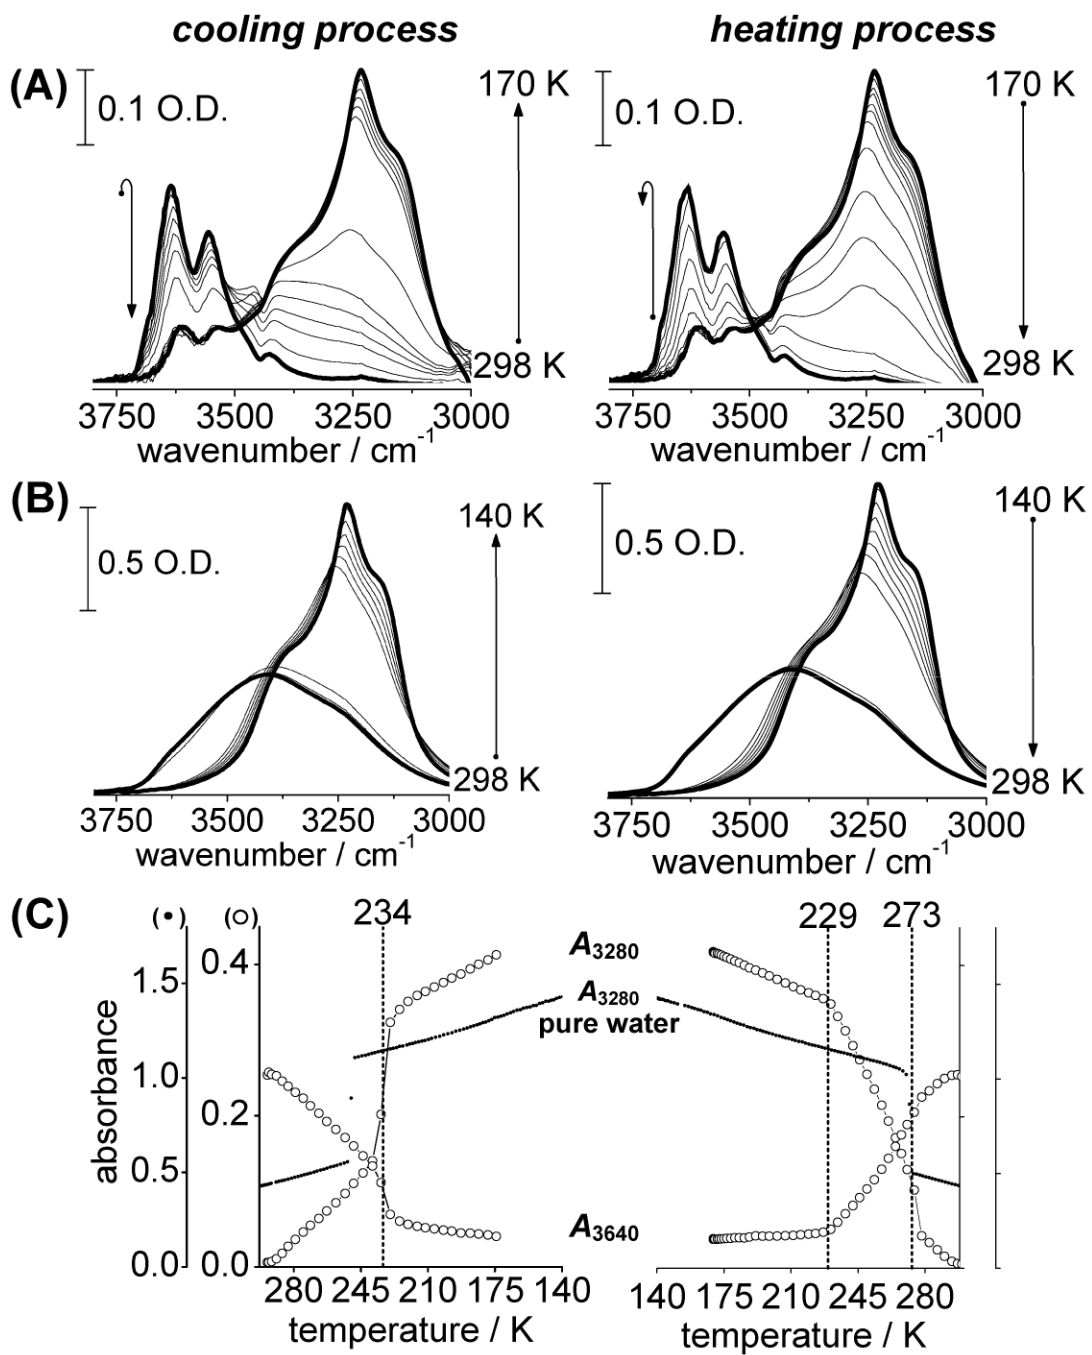 cooling process heating process
(A)
0.1 O.D. 170 K 0.1 O.D. 170 K
298 K 298 K
3750 3500 3250 3000 3750 3500 3250 3000
wavenumber / cm-1 wavenumber / cm-1
(B)
0.5 O.D. 140 K 0.5 O.D. 140 K
298 K 298 K
3750 3500 3250 3000 3750 3500 3250 3000
wavenumber / cm-1 wavenumber / cm-1
(C) (•) (○) 234 229 273
A3280
0.4
1.5 A3280
pure water
1.0
0.2
0.5
A3640
0.0 0.0
absorbance
280 245 210 175 140 140 175 210 245 280
temperature / K temperature / K